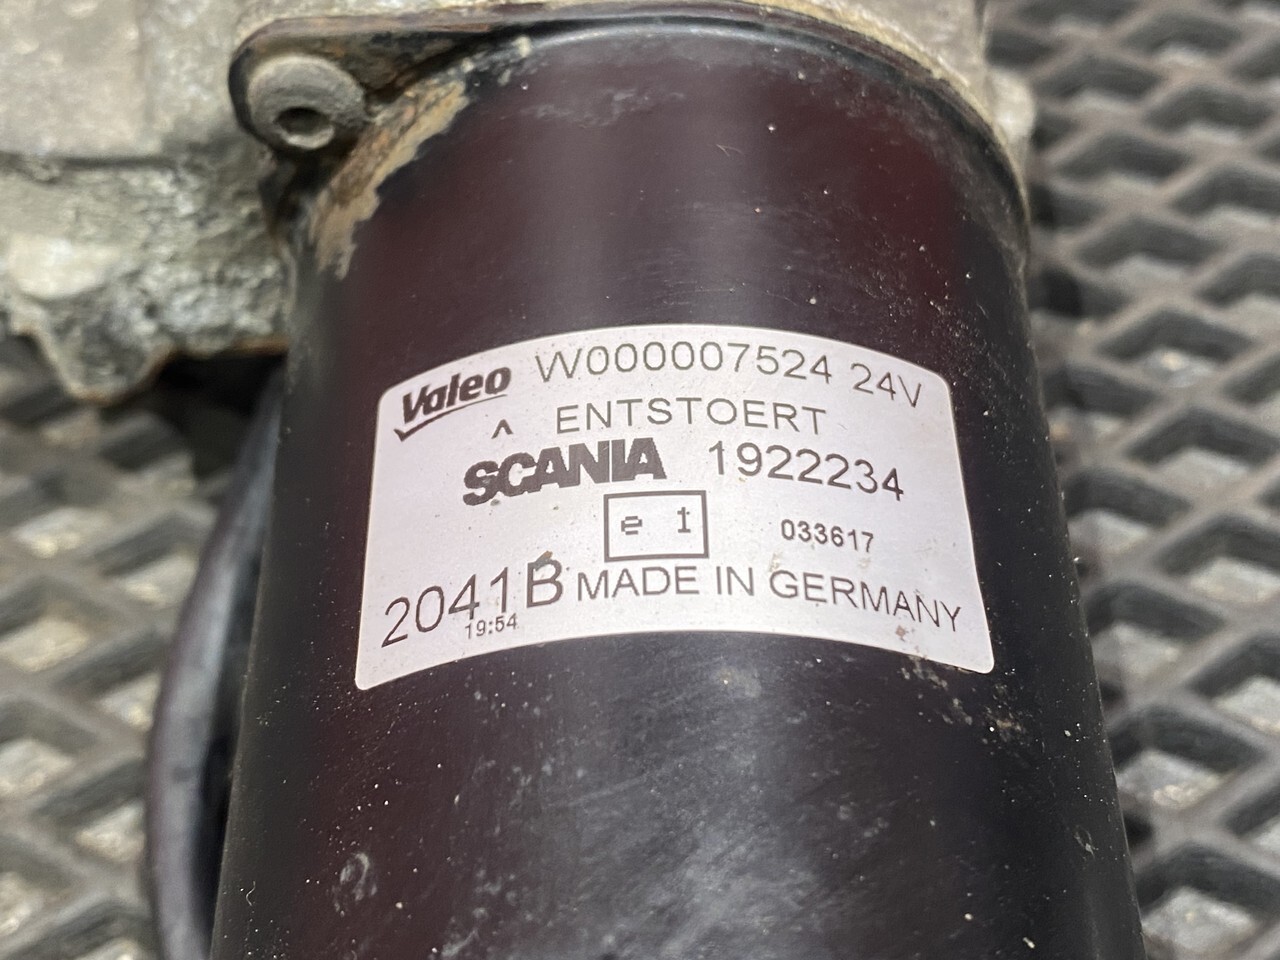 Valeo W000007524 24V
^ ENTSTOERT
SCANIA 1922234
e 1 033617
2041B MADE IN GERMANY
19:54